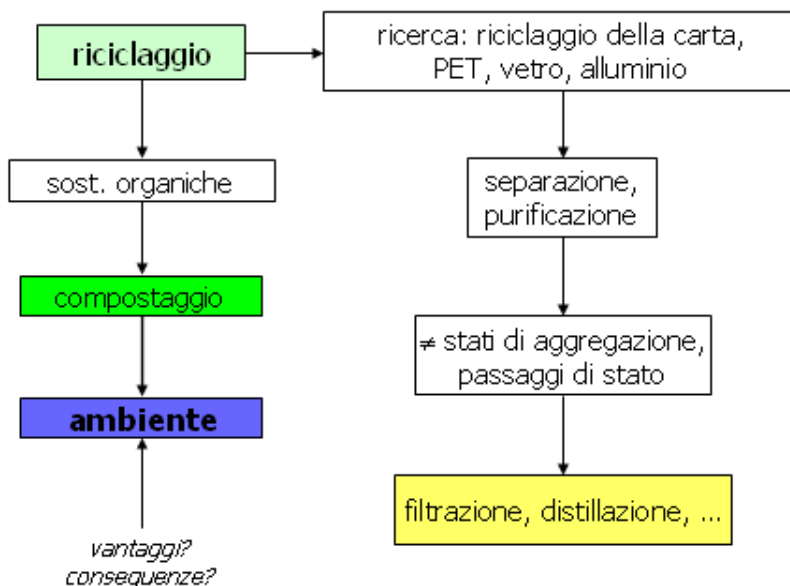 riciclaggio
ricerca: riciclaggio della carta,
PET, vetro, alluminio
sost. organiche
separazione,
purificazione
compostaggio
≠ stati di aggregazione,
passaggi di stato
ambiente
filtrazione, distillazione, ...
vantaggi?
conseguenze?